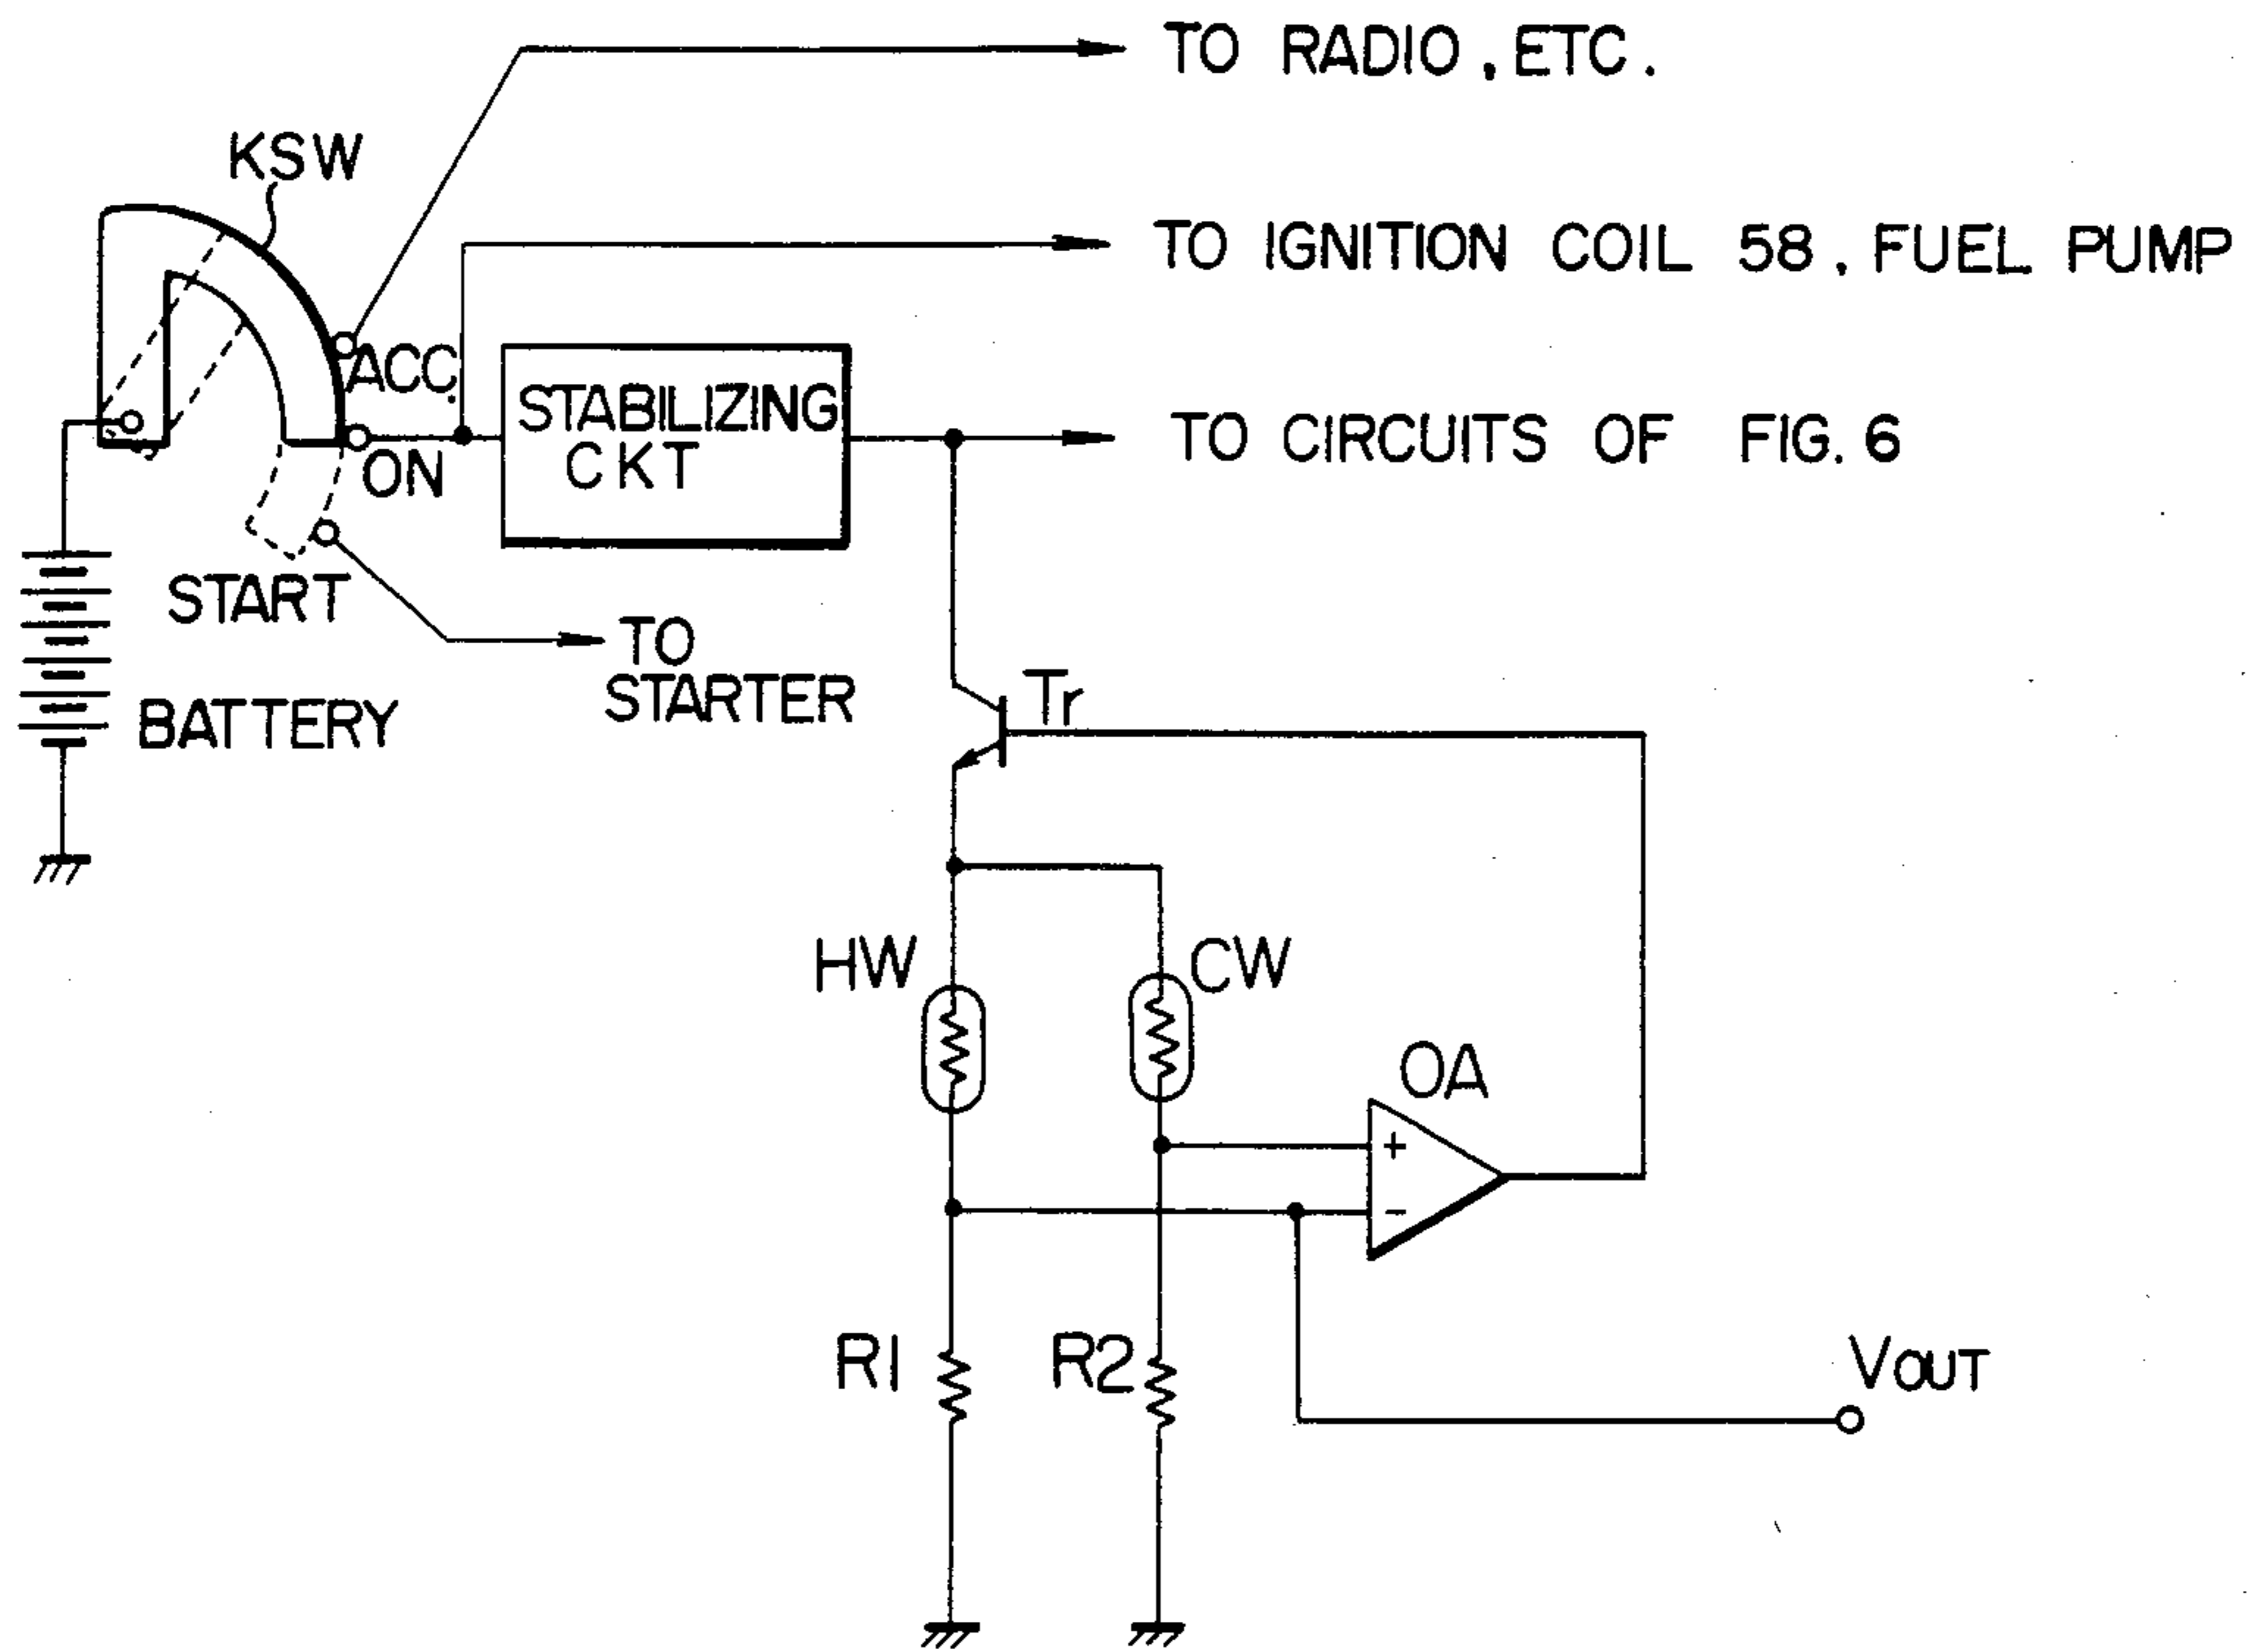 TO RADIO, ETC.
KSW
TO IGNITION COIL 58, FUEL PUMP
ACC.
STABILIZING
CKT
TO CIRCUITS OF FIG. 6
ON
START
TO
STARTER
BATTERY
Tr
HW
CW
OA
+
-
R1
R2
VOUT